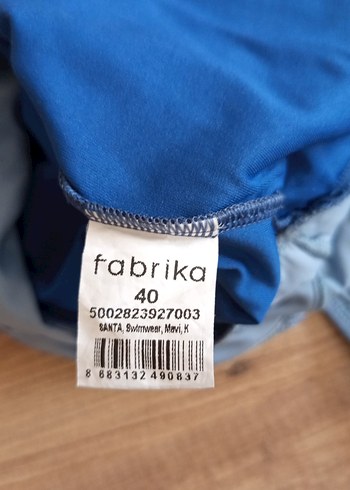 fabrika
40
5002823927003
SANTA, Swimwear, Mavi, K
8 683132 490837